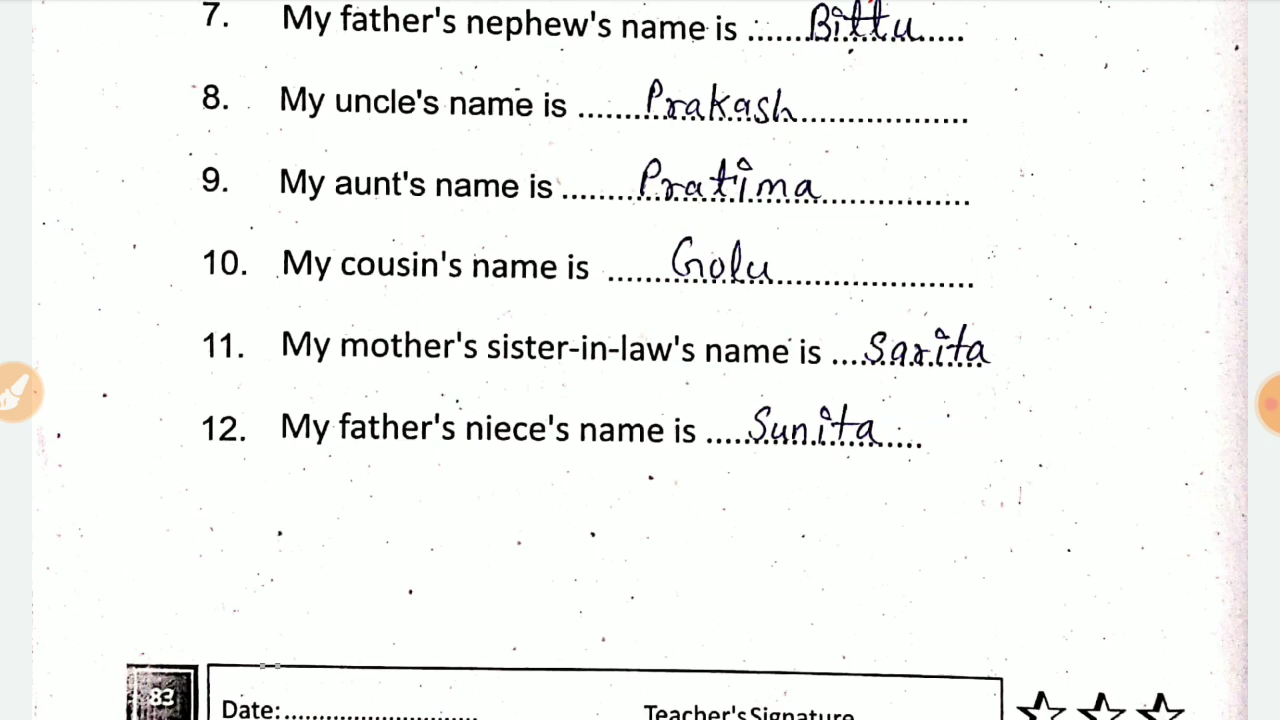 7. My father's nephew's name is ......Bittu.....
8. My uncle's name is .......Prakash..................
9. My aunt's name is ........Pratima................
10. My cousin's name is ......Golu.....................
11. My mother's sister-in-law's name is ....Sarita
12. My father's niece's name is .....Sunita.....
83
Date:........................ Teacher's Signature